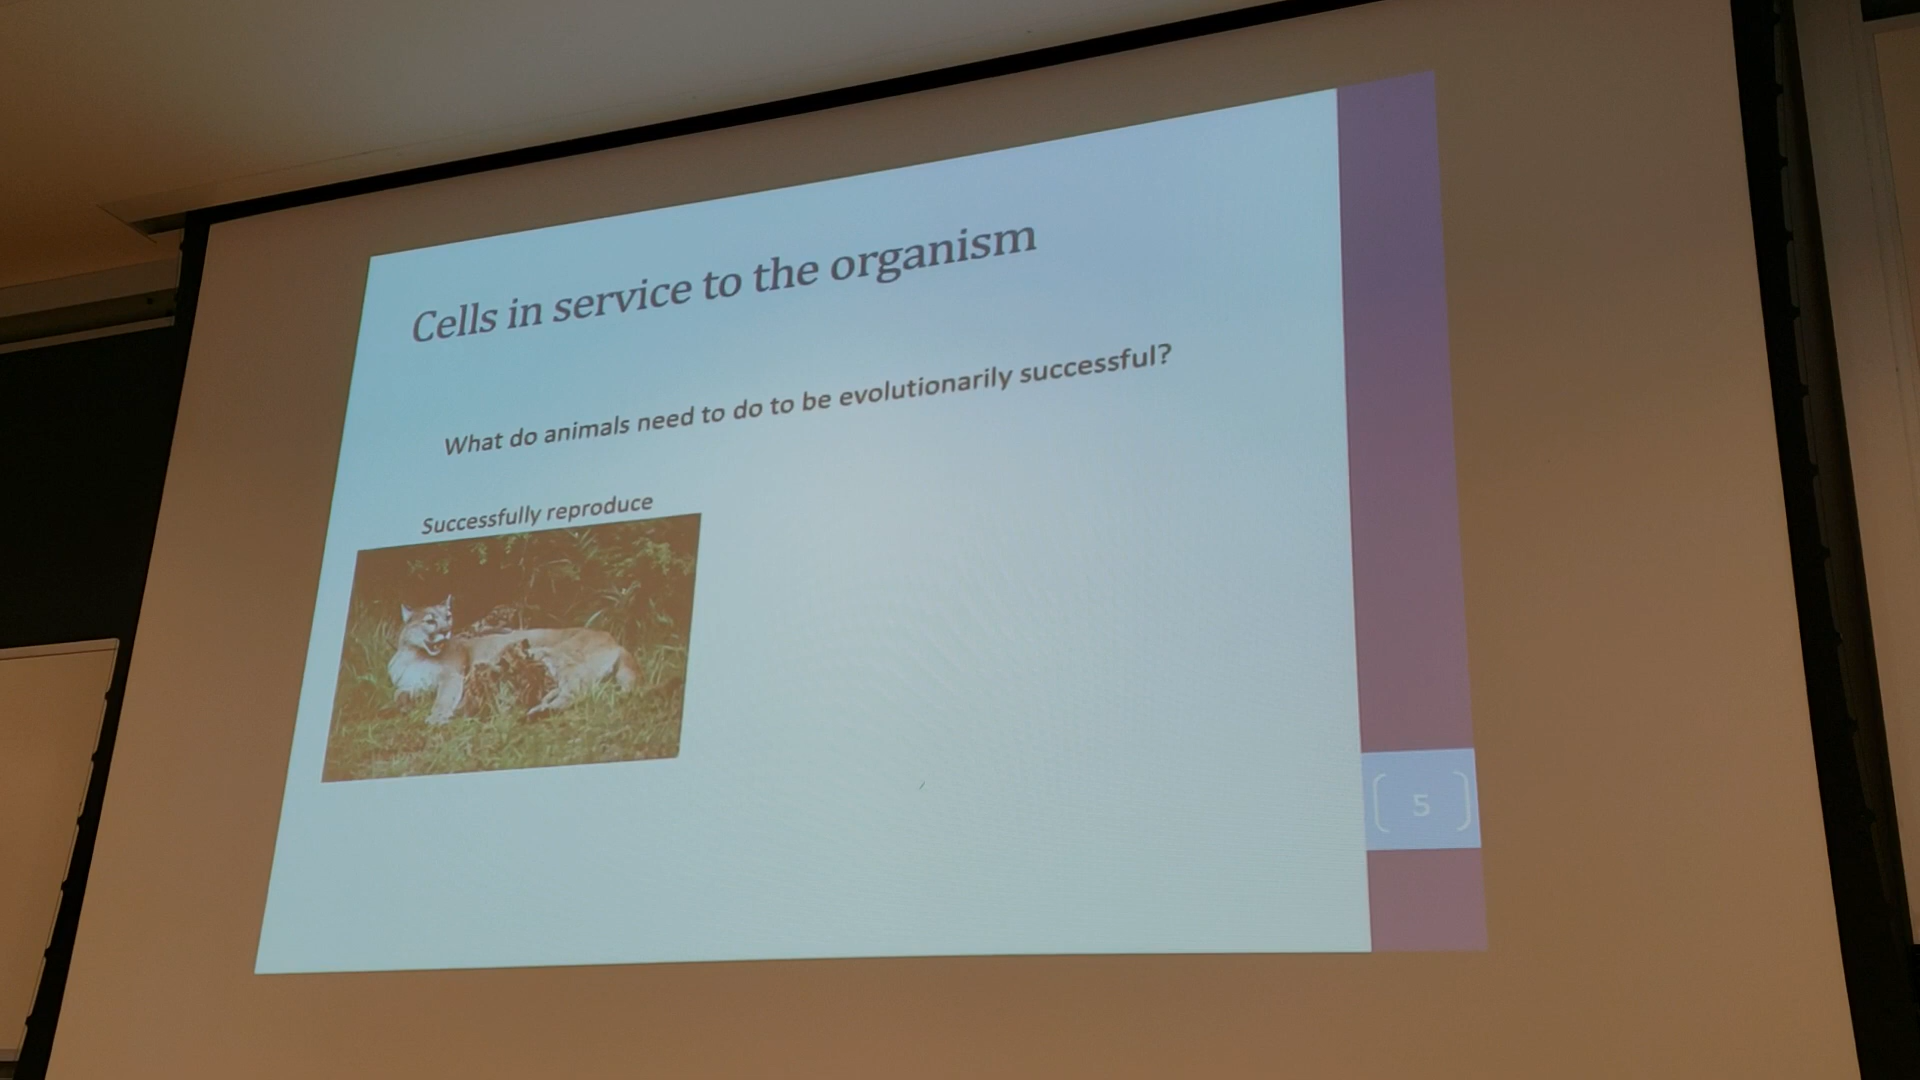 Cells in service to the organism
What do animals need to do to be evolutionarily successful?
Successfully reproduce
5